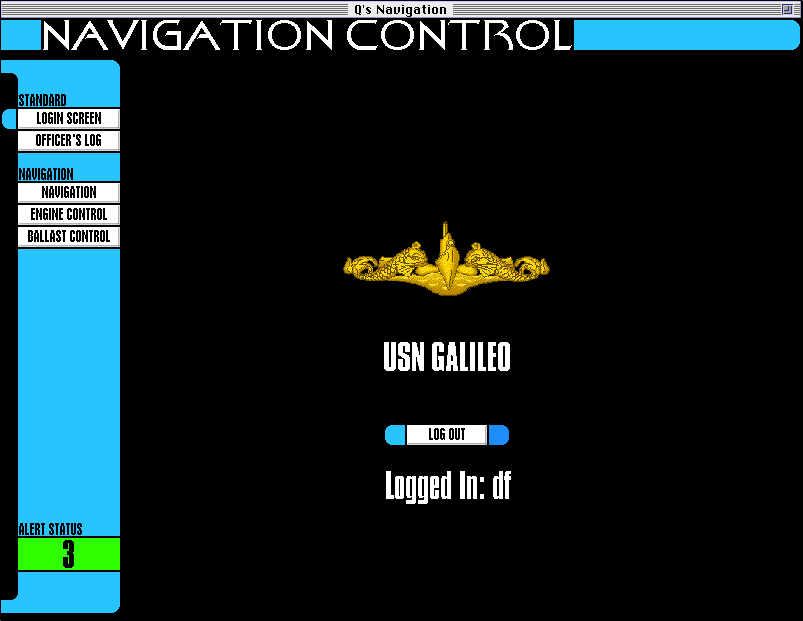 Q's Navigation
NAVIGATION CONTROL
STANDARD
LOGIN SCREEN
OFFICER'S LOG
NAVIGATION
NAVIGATION
ENGINE CONTROL
BALLAST CONTROL
USN GALILEO
LOG OUT
Logged In: df
ALERT STATUS
3